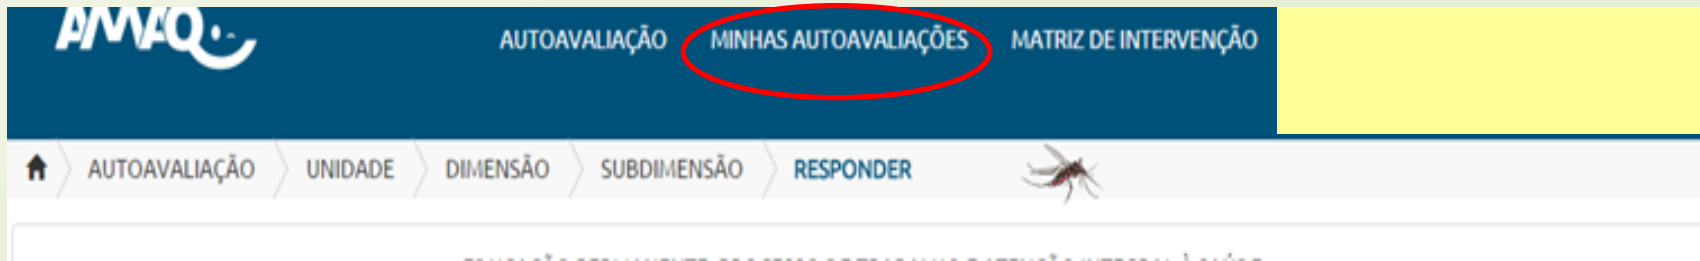 AMAQ
AUTOAVALIAÇÃO MINHAS AUTOAVALIAÇÕES MATRIZ DE INTERVENÇÃO
AUTOAVALIAÇÃO UNIDADE DIMENSÃO SUBDIMENSÃO RESPONDER